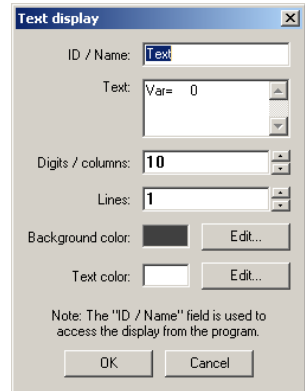 Text display
ID / Name: Text
Text: Var=    0
Digits / columns: 10
Lines: 1
Background color: Edit...
Text color: Edit...
Note: The "ID / Name" field is used to
access the display from the program.
OK Cancel